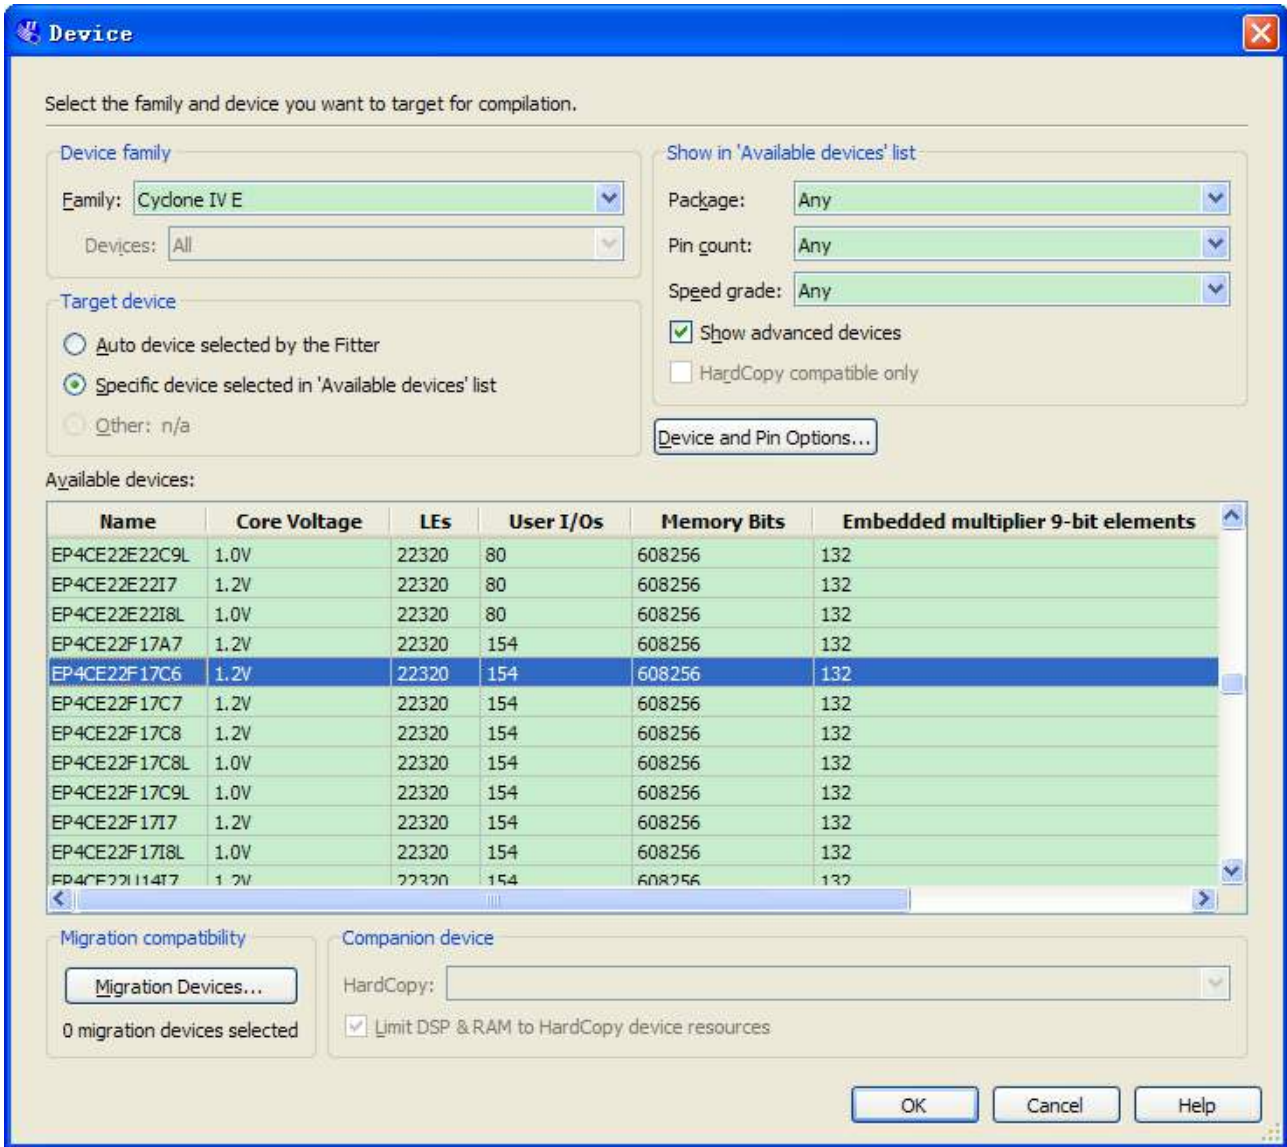 Device
Select the family and device you want to target for compilation.
Device family
Family: Cyclone IV E
Devices: All
Show in 'Available devices' list
Package: Any
Pin count: Any
Speed grade: Any
Show advanced devices
HardCopy compatible only
Target device
Auto device selected by the Fitter
Specific device selected in 'Available devices' list
Other: n/a
Device and Pin Options...
Available devices:
Name Core Voltage LEs User I/Os Memory Bits Embedded multiplier 9-bit elements
EP4CE22E22C9L 1.0V 22320 80 608256 132
EP4CE22E22I7 1.2V 22320 80 608256 132
EP4CE22E22I8L 1.0V 22320 80 608256 132
EP4CE22F17A7 1.2V 22320 154 608256 132
EP4CE22F17C6 1.2V 22320 154 608256 132
EP4CE22F17C7 1.2V 22320 154 608256 132
EP4CE22F17C8 1.2V 22320 154 608256 132
EP4CE22F17C8L 1.0V 22320 154 608256 132
EP4CE22F17C9L 1.0V 22320 154 608256 132
EP4CE22F17I7 1.2V 22320 154 608256 132
EP4CE22F17I8L 1.0V 22320 154 608256 132
EP4CE22U14I7 1.2V 22320 154 608256 132
Migration compatibility
Migration Devices...
0 migration devices selected
Companion device
HardCopy:
Limit DSP & RAM to HardCopy device resources
OK Cancel Help